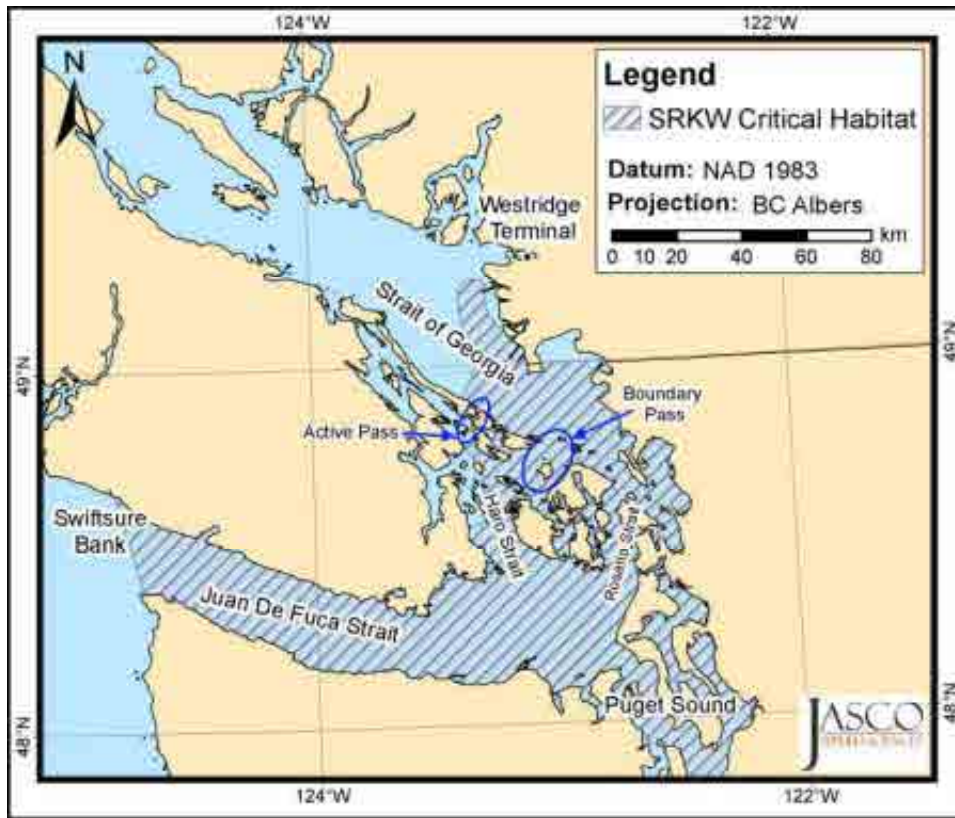 124°W
122°W
N
Legend
SRKW Critical Habitat
Datum: NAD 1983
Projection: BC Albers
km
0 10 20 40 60 80
Westridge
Terminal
Strait of Georgia
49°N
49°N
Boundary
Pass
Active Pass
Swiftsure
Bank
Haro Strait
Rosario Strait
Juan De Fuca Strait
Puget Sound
48°N
48°N
JASCO
124°W
122°W